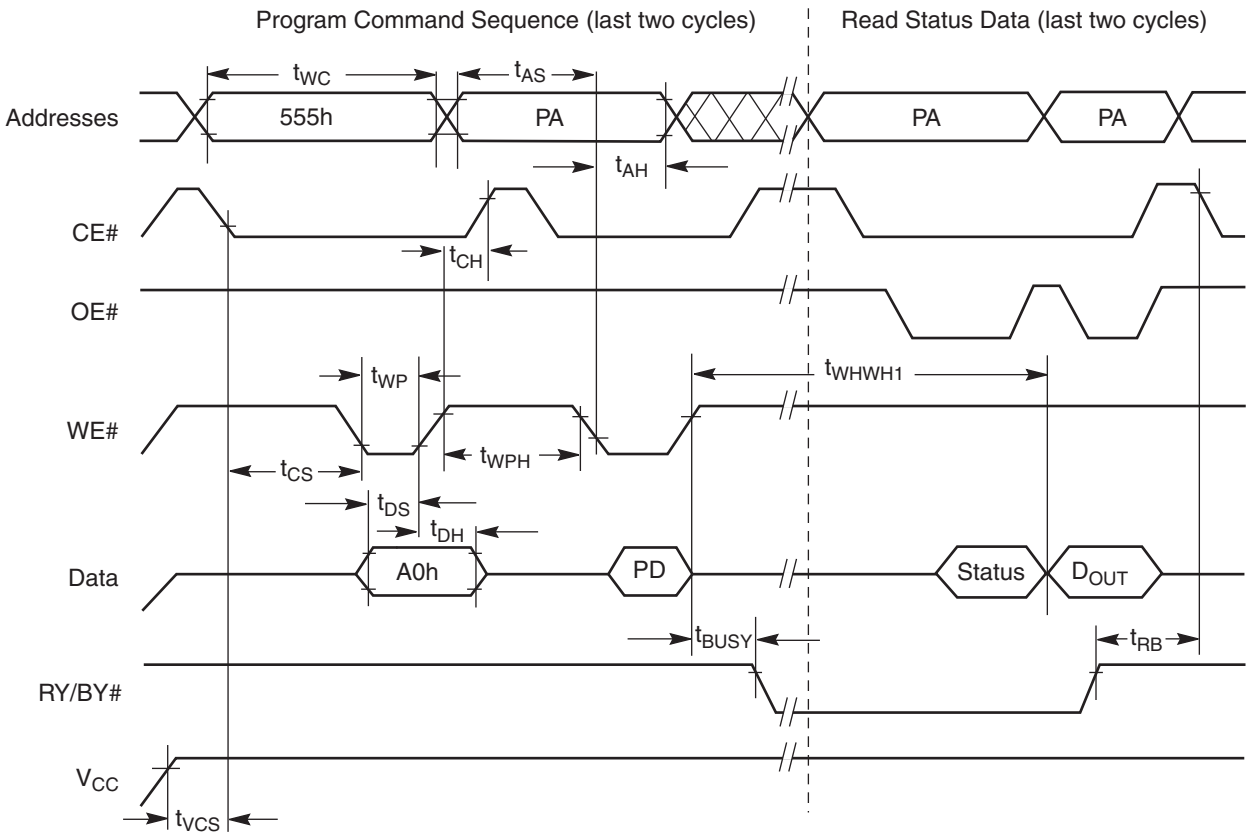 Program Command Sequence (last two cycles)
Read Status Data (last two cycles)
tWC
tAS
Addresses
555h
PA
PA
PA
tAH
CE#
tCH
OE#
tWP
tWHWH1
WE#
tCS
tWPH
tDS
tDH
Data
A0h
PD
Status
DOUT
tBUSY
tRB
RY/BY#
VCC
tVCS